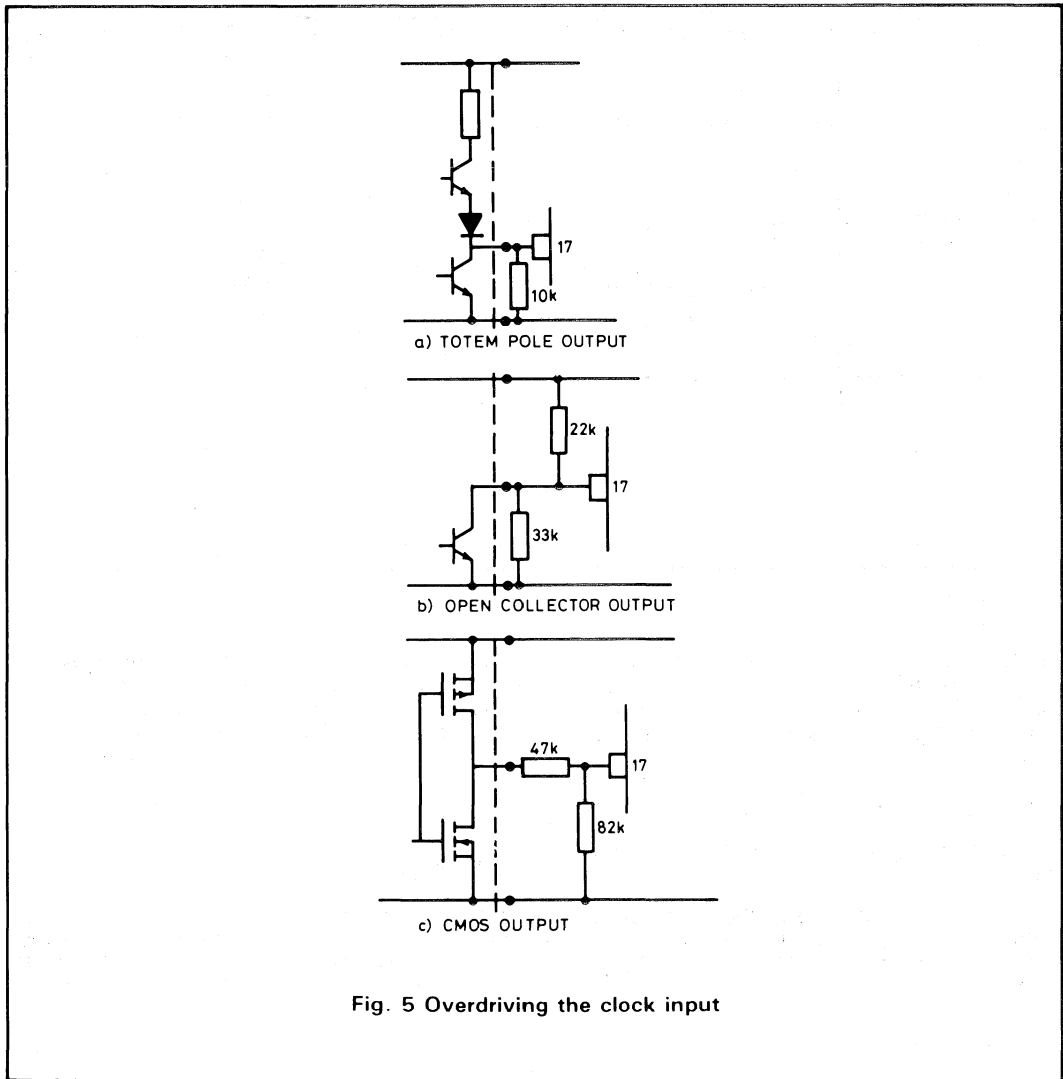 17
10k
a) TOTEM POLE OUTPUT
22k
17
33k
b) OPEN COLLECTOR OUTPUT
47k
17
82k
c) CMOS OUTPUT
Fig. 5 Overdriving the clock input